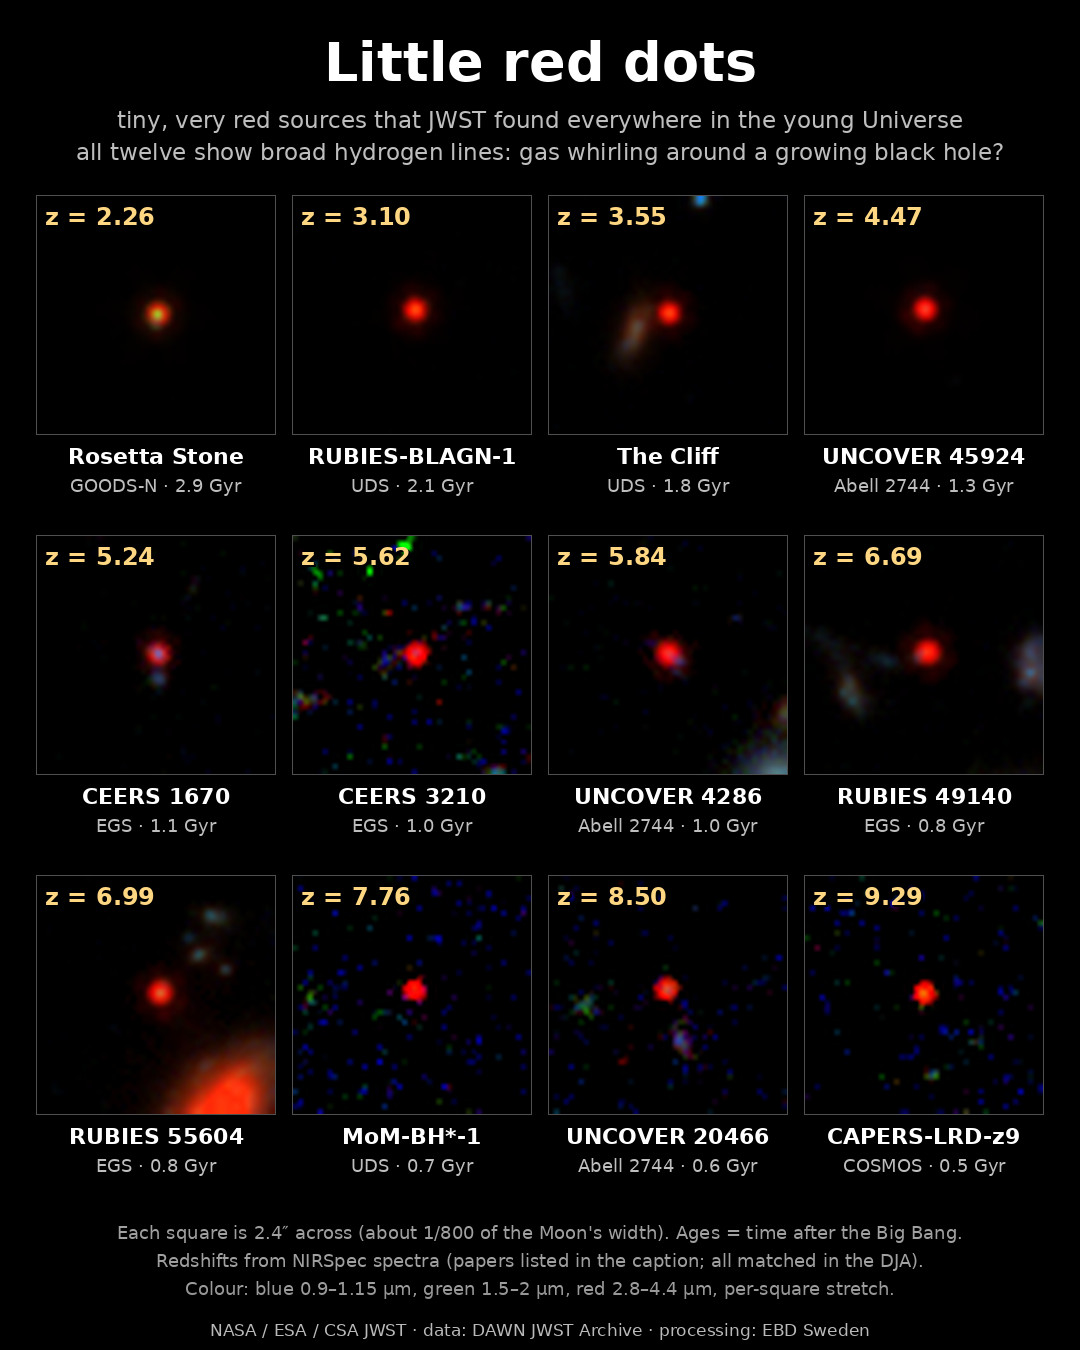 Little red dots
tiny, very red sources that JWST found everywhere in the young Universe
all twelve show broad hydrogen lines: gas whirling around a growing black hole?
z = 2.26
z = 3.10
z = 3.55
z = 4.47
Rosetta Stone
RUBIES-BLAGN-1
The Cliff
UNCOVER 45924
GOODS-N · 2.9 Gyr
UDS · 2.1 Gyr
UDS · 1.8 Gyr
Abell 2744 · 1.3 Gyr
z = 5.24
z = 5.62
z = 5.84
z = 6.69
CEERS 1670
CEERS 3210
UNCOVER 4286
RUBIES 49140
EGS · 1.1 Gyr
EGS · 1.0 Gyr
Abell 2744 · 1.0 Gyr
EGS · 0.8 Gyr
z = 6.99
z = 7.76
z = 8.50
z = 9.29
RUBIES 55604
MoM-BH*-1
UNCOVER 20466
CAPERS-LRD-z9
EGS · 0.8 Gyr
UDS · 0.7 Gyr
Abell 2744 · 0.6 Gyr
COSMOS · 0.5 Gyr
Each square is 2.4″ across (about 1/800 of the Moon's width). Ages = time after the Big Bang.
Redshifts from NIRSpec spectra (papers listed in the caption; all matched in the DJA).
Colour: blue 0.9–1.15 µm, green 1.5–2 µm, red 2.8–4.4 µm, per-square stretch.
NASA / ESA / CSA JWST · data: DAWN JWST Archive · processing: EBD Sweden